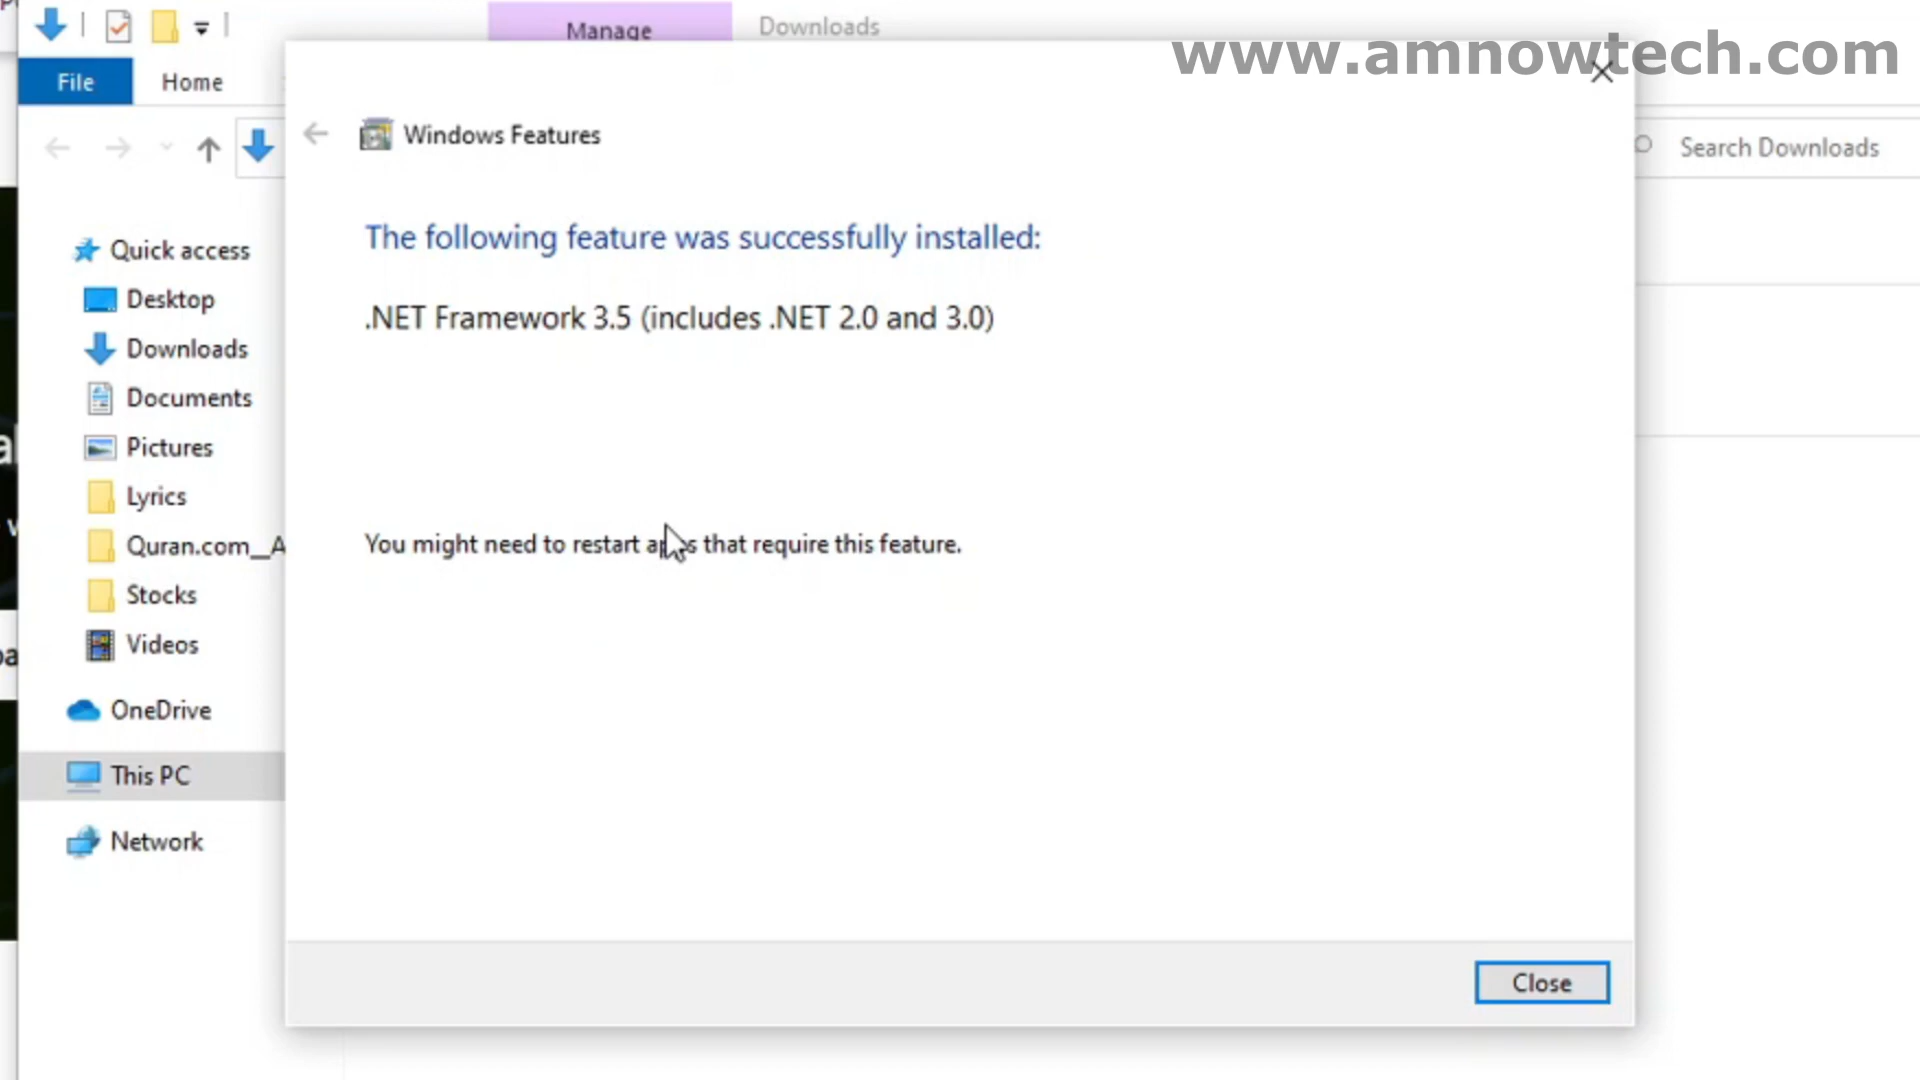 Manage
Downloads
www.amnowtech.com
File
Home
Search Downloads
Windows Features
The following feature was successfully installed:
.NET Framework 3.5 (includes .NET 2.0 and 3.0)
You might need to restart apps that require this feature.
Close
Quick access
Desktop
Downloads
Documents
Pictures
Lyrics
Quran.com__A
Stocks
Videos
OneDrive
This PC
Network